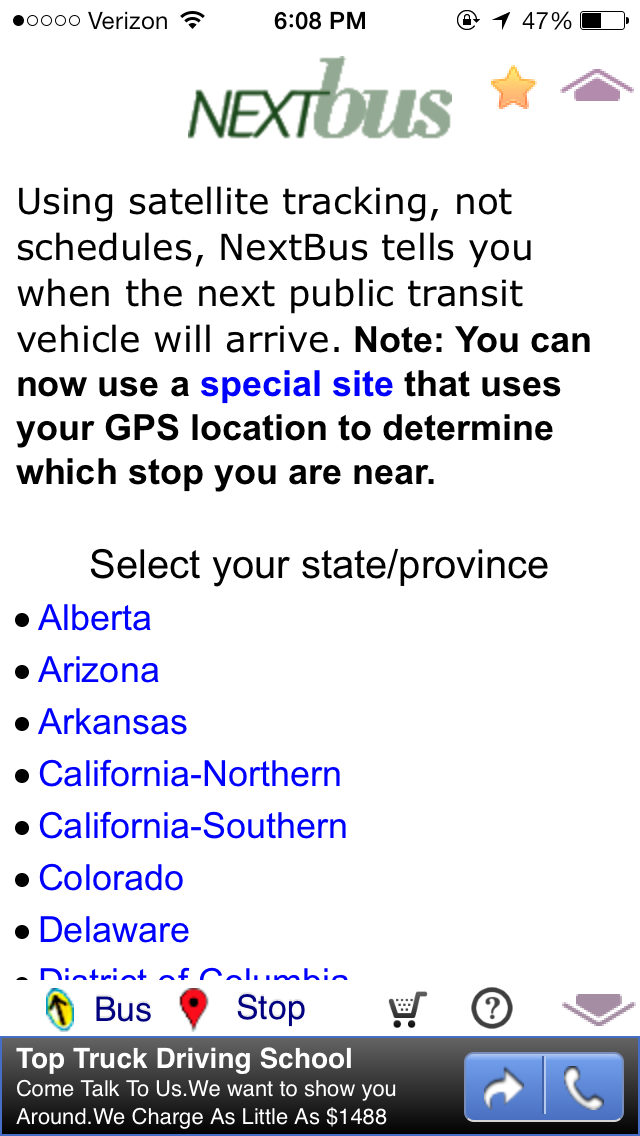 Verizon 6:08 PM 47%
NEXTbus
Using satellite tracking, not
schedules, NextBus tells you
when the next public transit
vehicle will arrive. Note: You can
now use a special site that uses
your GPS location to determine
which stop you are near.
Select your state/province
• Alberta
• Arizona
• Arkansas
• California-Northern
• California-Southern
• Colorado
• Delaware
• District of Columbia
Bus Stop ?
Top Truck Driving School
Come Talk To Us.We want to show you
Around.We Charge As Little As $1488